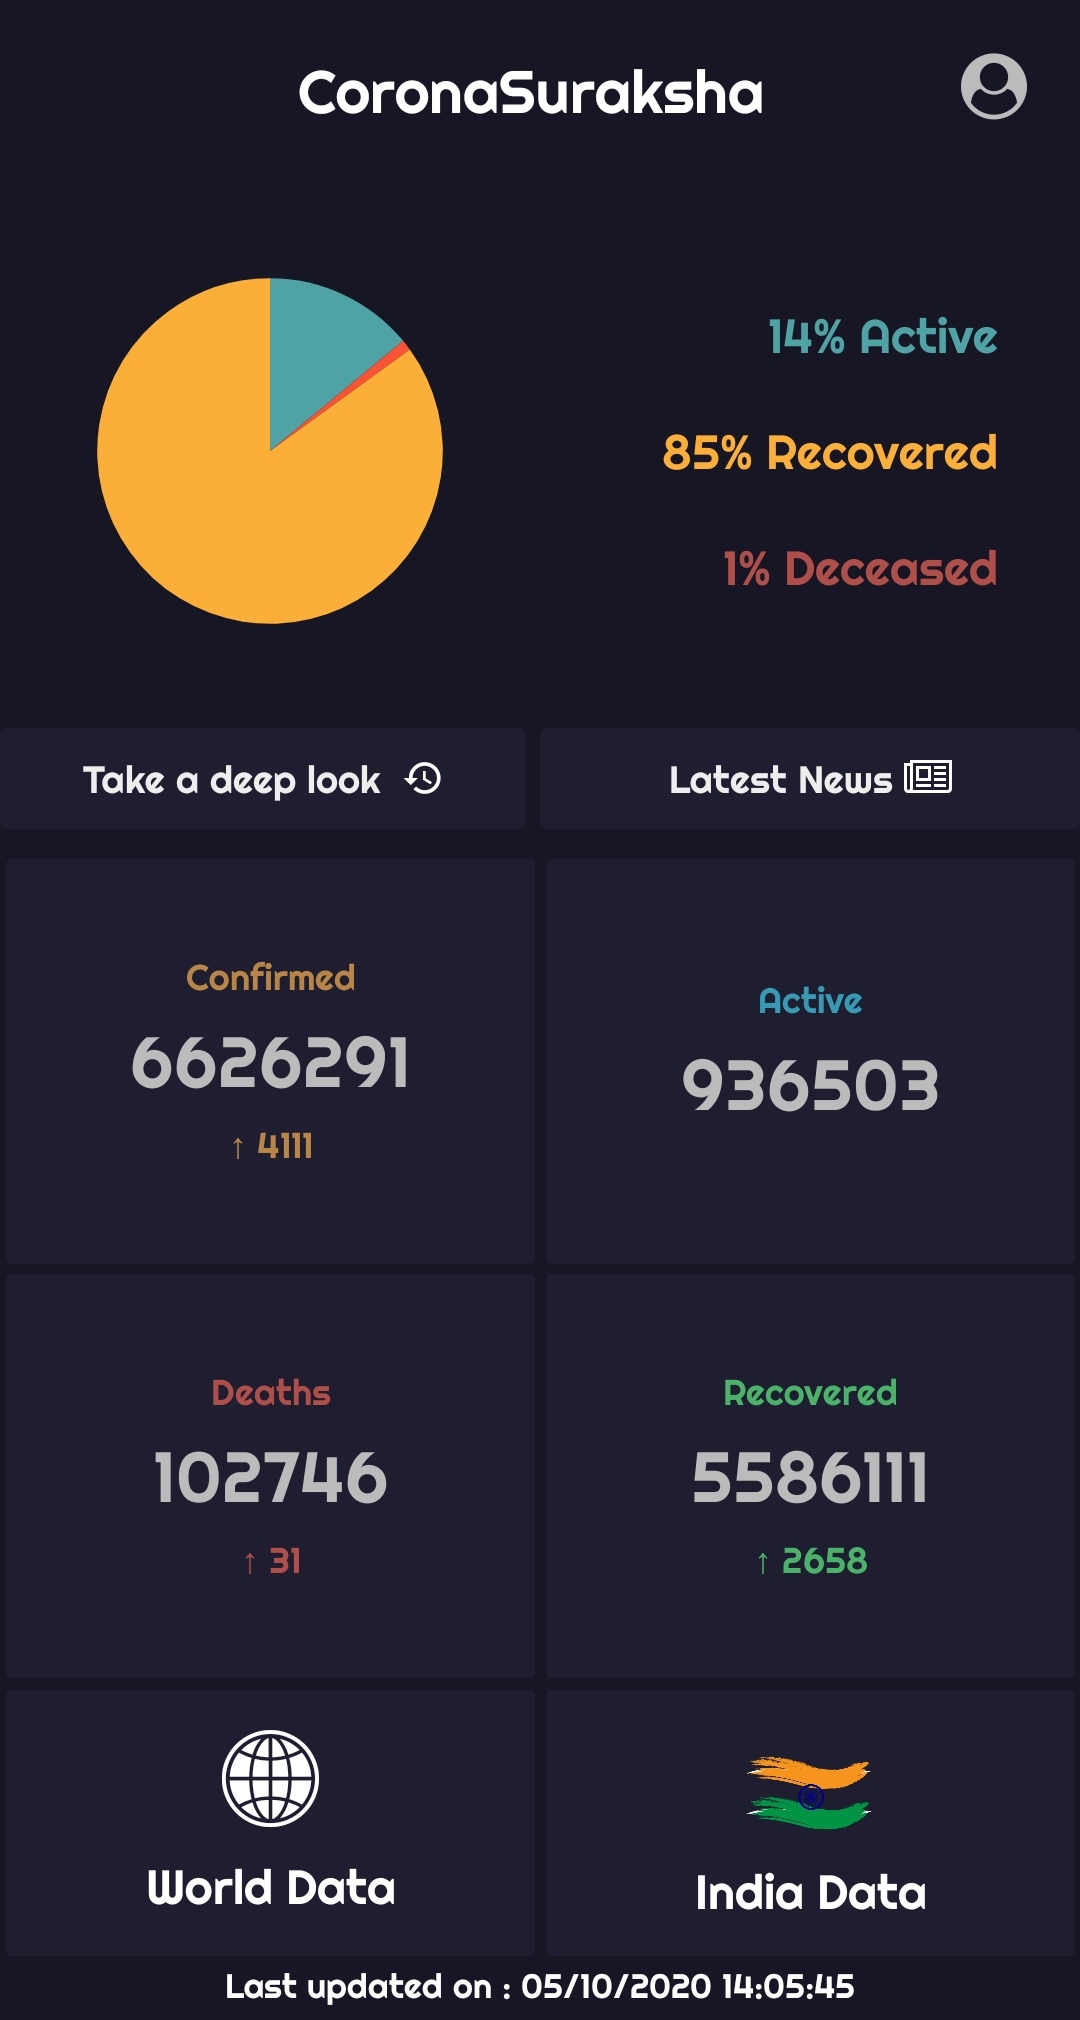 CoronaSuraksha
14% Active
85% Recovered
1% Deceased
Take a deep look
Latest News
Confirmed
6626291
↑ 4111
Active
936503
Deaths
102746
↑ 31
Recovered
5586111
↑ 2658
World Data
India Data
Last updated on : 05/10/2020 14:05:45